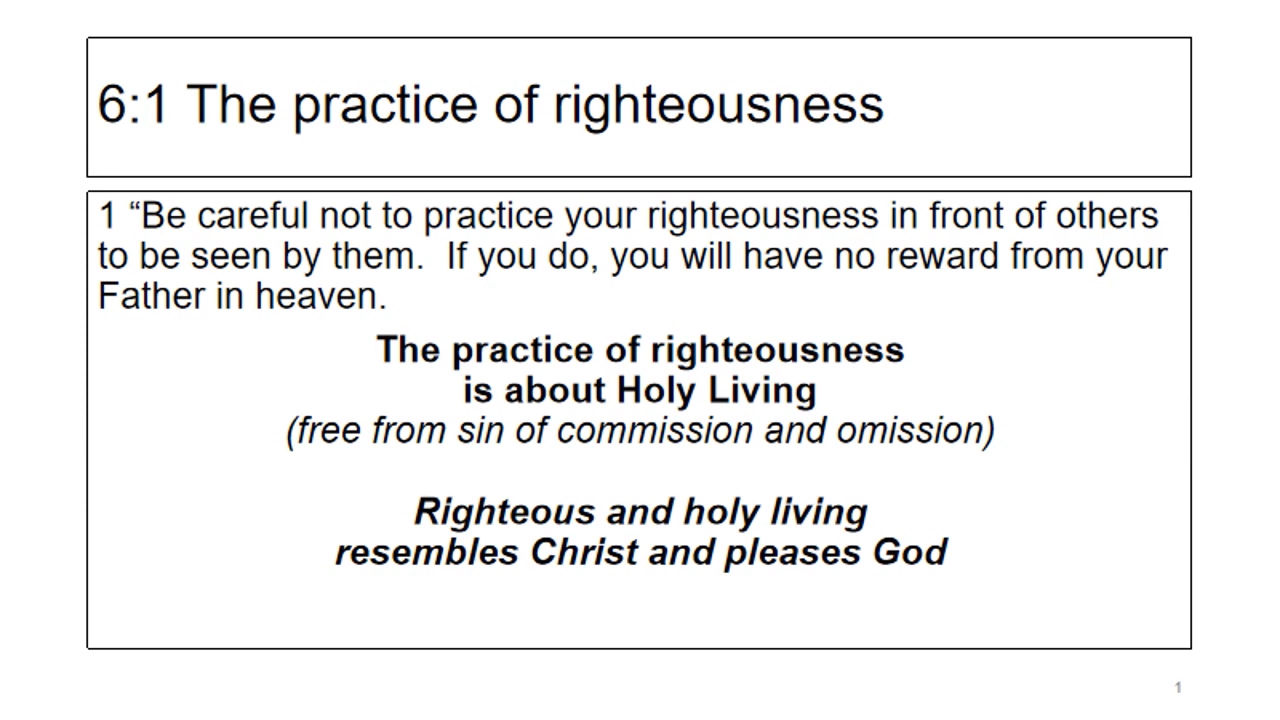 6:1 The practice of righteousness
1 “Be careful not to practice your righteousness in front of others
to be seen by them.  If you do, you will have no reward from your
Father in heaven.
The practice of righteousness
is about Holy Living
(free from sin of commission and omission)
Righteous and holy living
resembles Christ and pleases God
1